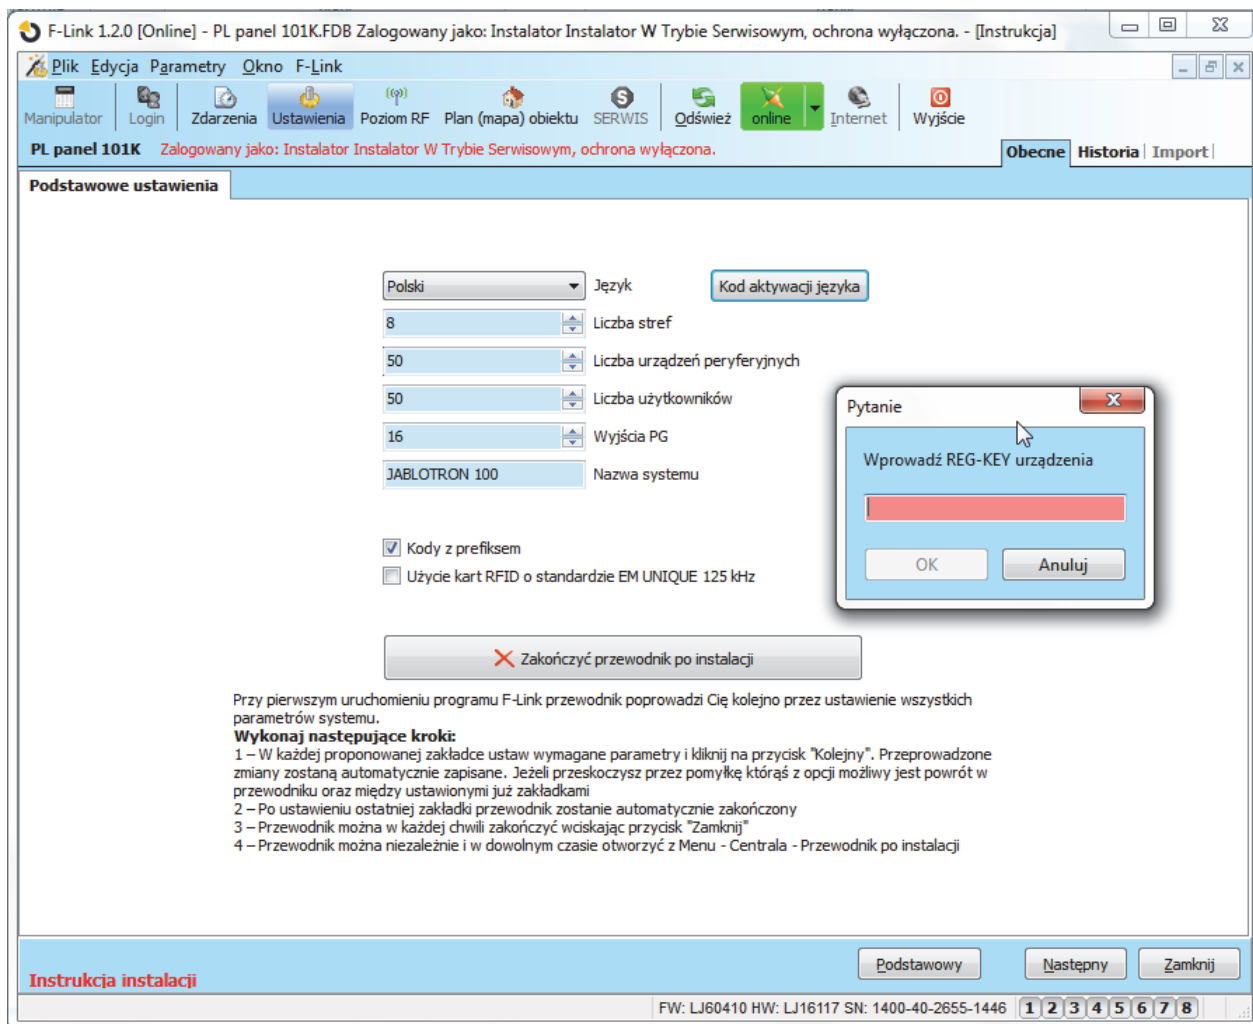 F-Link 1.2.0 [Online] - PL panel 101K.FDB Zalogowany jako: Instalator Instalator W Trybie Serwisowym, ochrona wyłączona. - [Instrukcja]
Plik Edycja Parametry Okno F-Link
Manipulator Login Zdarzenia Ustawienia Poziom RF Plan (mapa) obiektu SERWIS Odśwież online Internet Wyjście
PL panel 101K Zalogowany jako: Instalator Instalator W Trybie Serwisowym, ochrona wyłączona. Obecne Historia Import
Podstawowe ustawienia
Polski Język Kod aktywacji języka
8 Liczba stref
50 Liczba urządzeń peryferyjnych
50 Liczba użytkowników
16 Wyjścia PG
JABLOTRON 100 Nazwa systemu
Pytanie
Wprowadź REG-KEY urządzenia
OK Anuluj
Kody z prefiksem
Użycie kart RFID o standardzie EM UNIQUE 125 kHz
Zakończyć przewodnik po instalacji
Przy pierwszym uruchomieniu programu F-Link przewodnik poprowadzi Cię kolejno przez ustawienie wszystkich
parametrów systemu.
Wykonaj następujące kroki:
1 – W każdej proponowanej zakładce ustaw wymagane parametry i kliknij na przycisk "Kolejny". Przeprowadzone
zmiany zostaną automatycznie zapisane. Jeżeli przeskoczysz przez pomyłkę którąś z opcji możliwy jest powrót w
przewodniku oraz między ustawionymi już zakładkami
2 – Po ustawieniu ostatniej zakładki przewodnik zostanie automatycznie zakończony
3 – Przewodnik można w każdej chwili zakończyć wciskając przycisk "Zamknij"
4 – Przewodnik można niezależnie i w dowolnym czasie otworzyć z Menu - Centrala - Przewodnik po instalacji
Instrukcja instalacji Podstawowy Następny Zamknij
FW: LJ60410 HW: LJ16117 SN: 1400-40-2655-1446 1 2 3 4 5 6 7 8